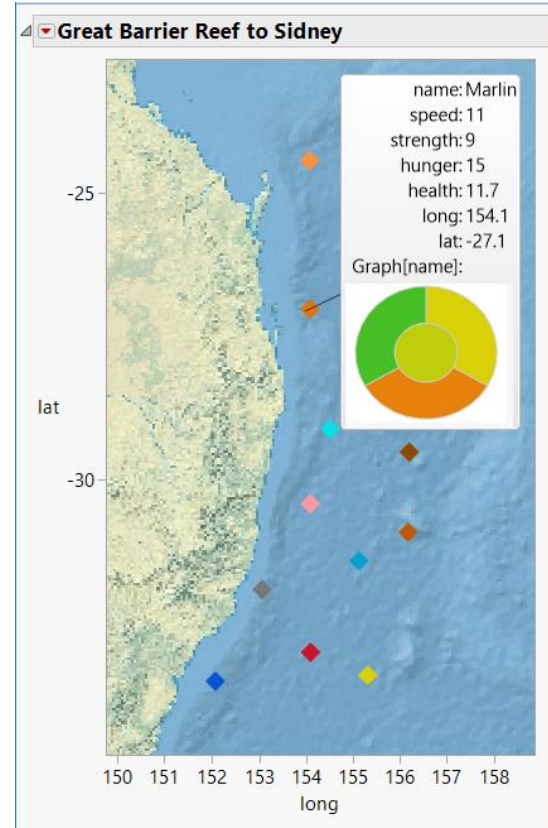 Great Barrier Reef to Sidney
name: Marlin
speed: 11
strength: 9
hunger: 15
health: 11.7
long: 154.1
lat: -27.1
Graph[name]:
-25
lat
-30
150 151 152 153 154 155 156 157 158
long